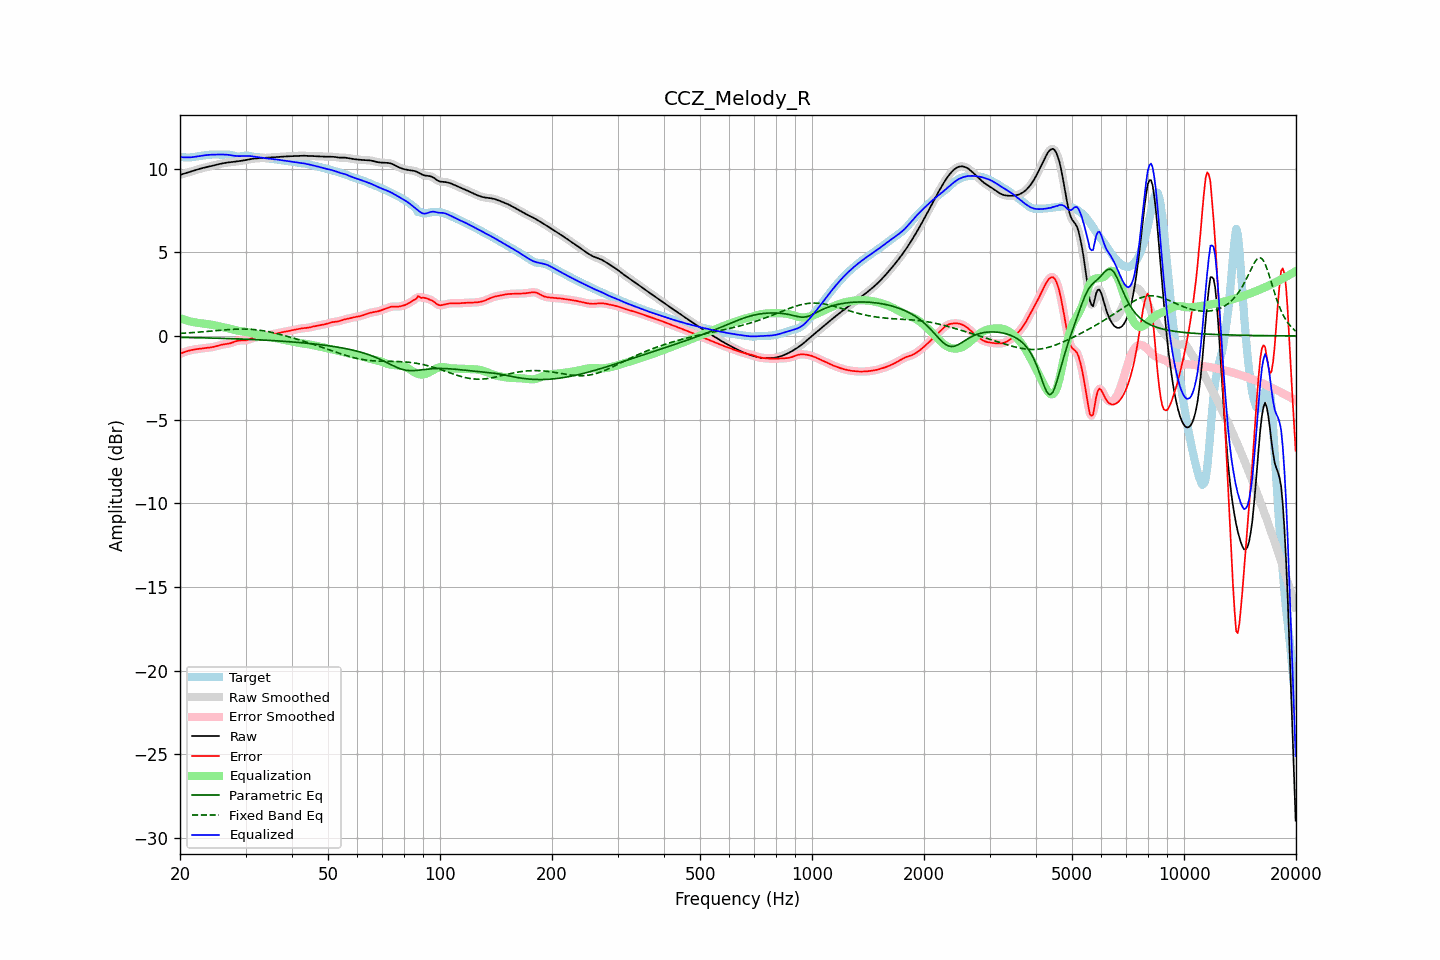 CCZ_Melody_R
Amplitude (dBr)
10
5
0
−5
−10
−15
−20
−25
−30
Target
Raw Smoothed
Error Smoothed
Raw
Error
Equalization
Parametric Eq
Fixed Band Eq
Equalized
20 50 100 200 500 1000 2000 5000 10000 20000
Frequency (Hz)